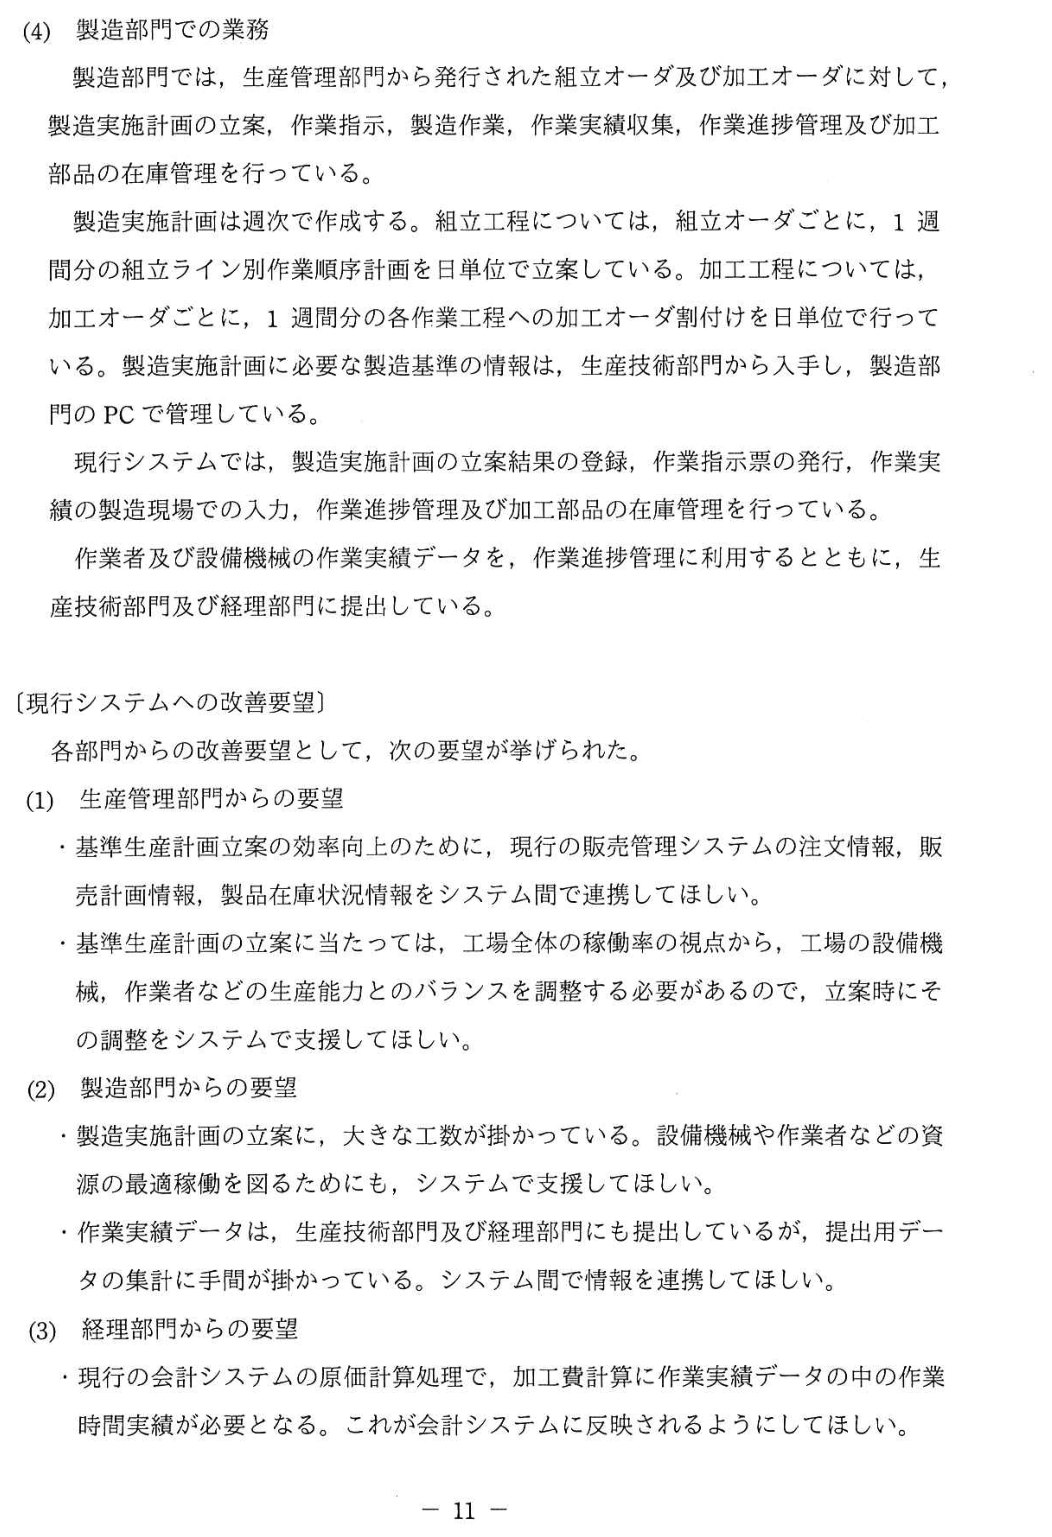 (4) 製造部門での業務
製造部門では，生産管理部門から発行された組立オーダ及び加工オーダに対して，
製造実施計画の立案，作業指示，製造作業，作業実績収集，作業進捗管理及び加工
部品の在庫管理を行っている。
製造実施計画は週次で作成する。組立工程については，組立オーダごとに，1 週
間分の組立ライン別作業順序計画を日単位で立案している。加工工程については，
加工オーダごとに，1 週間分の各作業工程への加工オーダ割付けを日単位で行って
いる。製造実施計画に必要な製造基準の情報は，生産技術部門から入手し，製造部
門の PC で管理している。
現行システムでは，製造実施計画の立案結果の登録，作業指示票の発行，作業実
績の製造現場での入力，作業進捗管理及び加工部品の在庫管理を行っている。
作業者及び設備機械の作業実績データを，作業進捗管理に利用するとともに，生
産技術部門及び経理部門に提出している。
〔現行システムへの改善要望〕
各部門からの改善要望として，次の要望が挙げられた。
(1) 生産管理部門からの要望
・基準生産計画立案の効率向上のために，現行の販売管理システムの注文情報，販
売計画情報，製品在庫状況情報をシステム間で連携してほしい。
・基準生産計画の立案に当たっては，工場全体の稼働率の視点から，工場の設備機
械，作業者などの生産能力とのバランスを調整する必要があるので，立案時にそ
の調整をシステムで支援してほしい。
(2) 製造部門からの要望
・製造実施計画の立案に，大きな工数が掛かっている。設備機械や作業者などの資
源の最適稼働を図るためにも，システムで支援してほしい。
・作業実績データは，生産技術部門及び経理部門にも提出しているが，提出用デー
タの集計に手間が掛かっている。システム間で情報を連携してほしい。
(3) 経理部門からの要望
・現行の会計システムの原価計算処理で，加工費計算に作業実績データの中の作業
時間実績が必要となる。これが会計システムに反映されるようにしてほしい。
－ 11 －